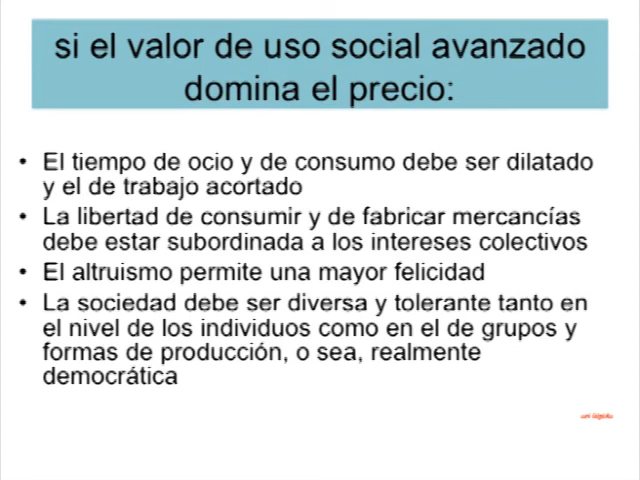 si el valor de uso social avanzado
domina el precio:
• El tiempo de ocio y de consumo debe ser dilatado
y el de trabajo acortado
• La libertad de consumir y de fabricar mercancías
debe estar subordinada a los intereses colectivos
• El altruismo permite una mayor felicidad
• La sociedad debe ser diversa y tolerante tanto en
el nivel de los individuos como en el de grupos y
formas de producción, o sea, realmente
democrática